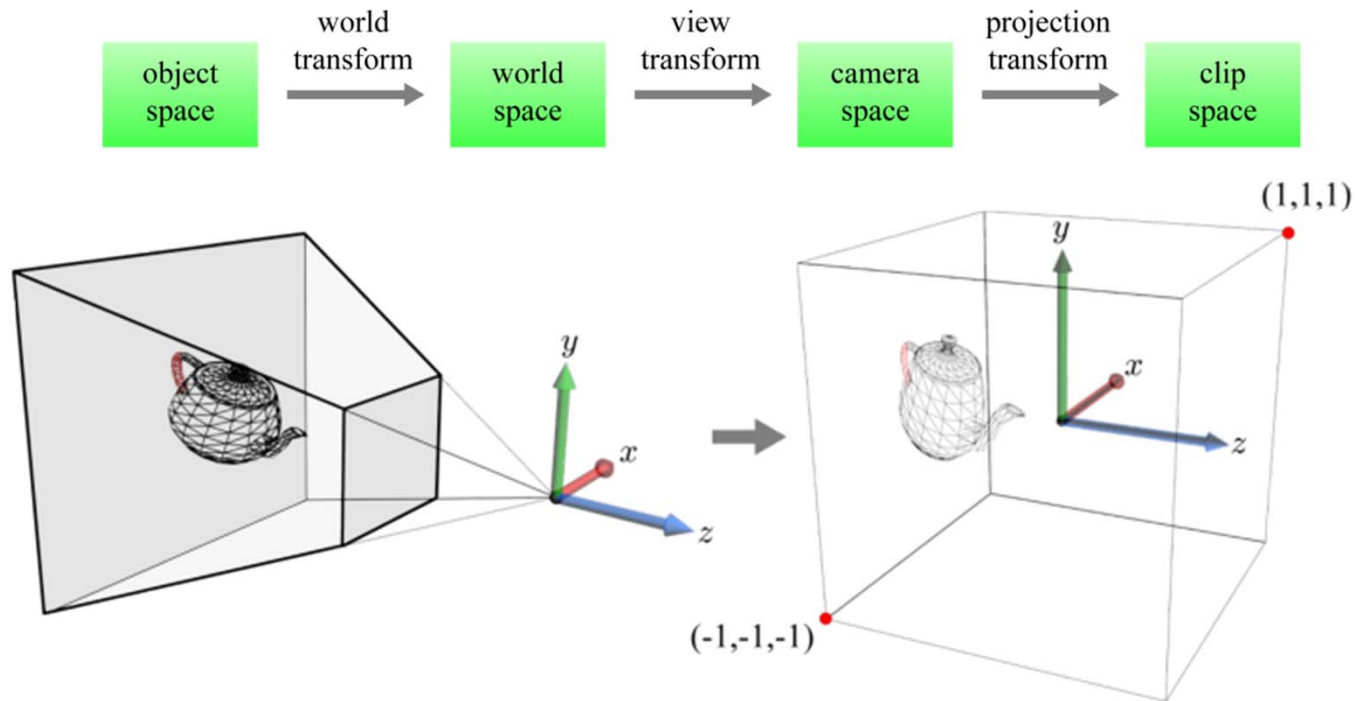 world
transform
view
transform
projection
transform
object
space
world
space
camera
space
clip
space
(1,1,1)
y
x
z
y
x
z
(-1,-1,-1)